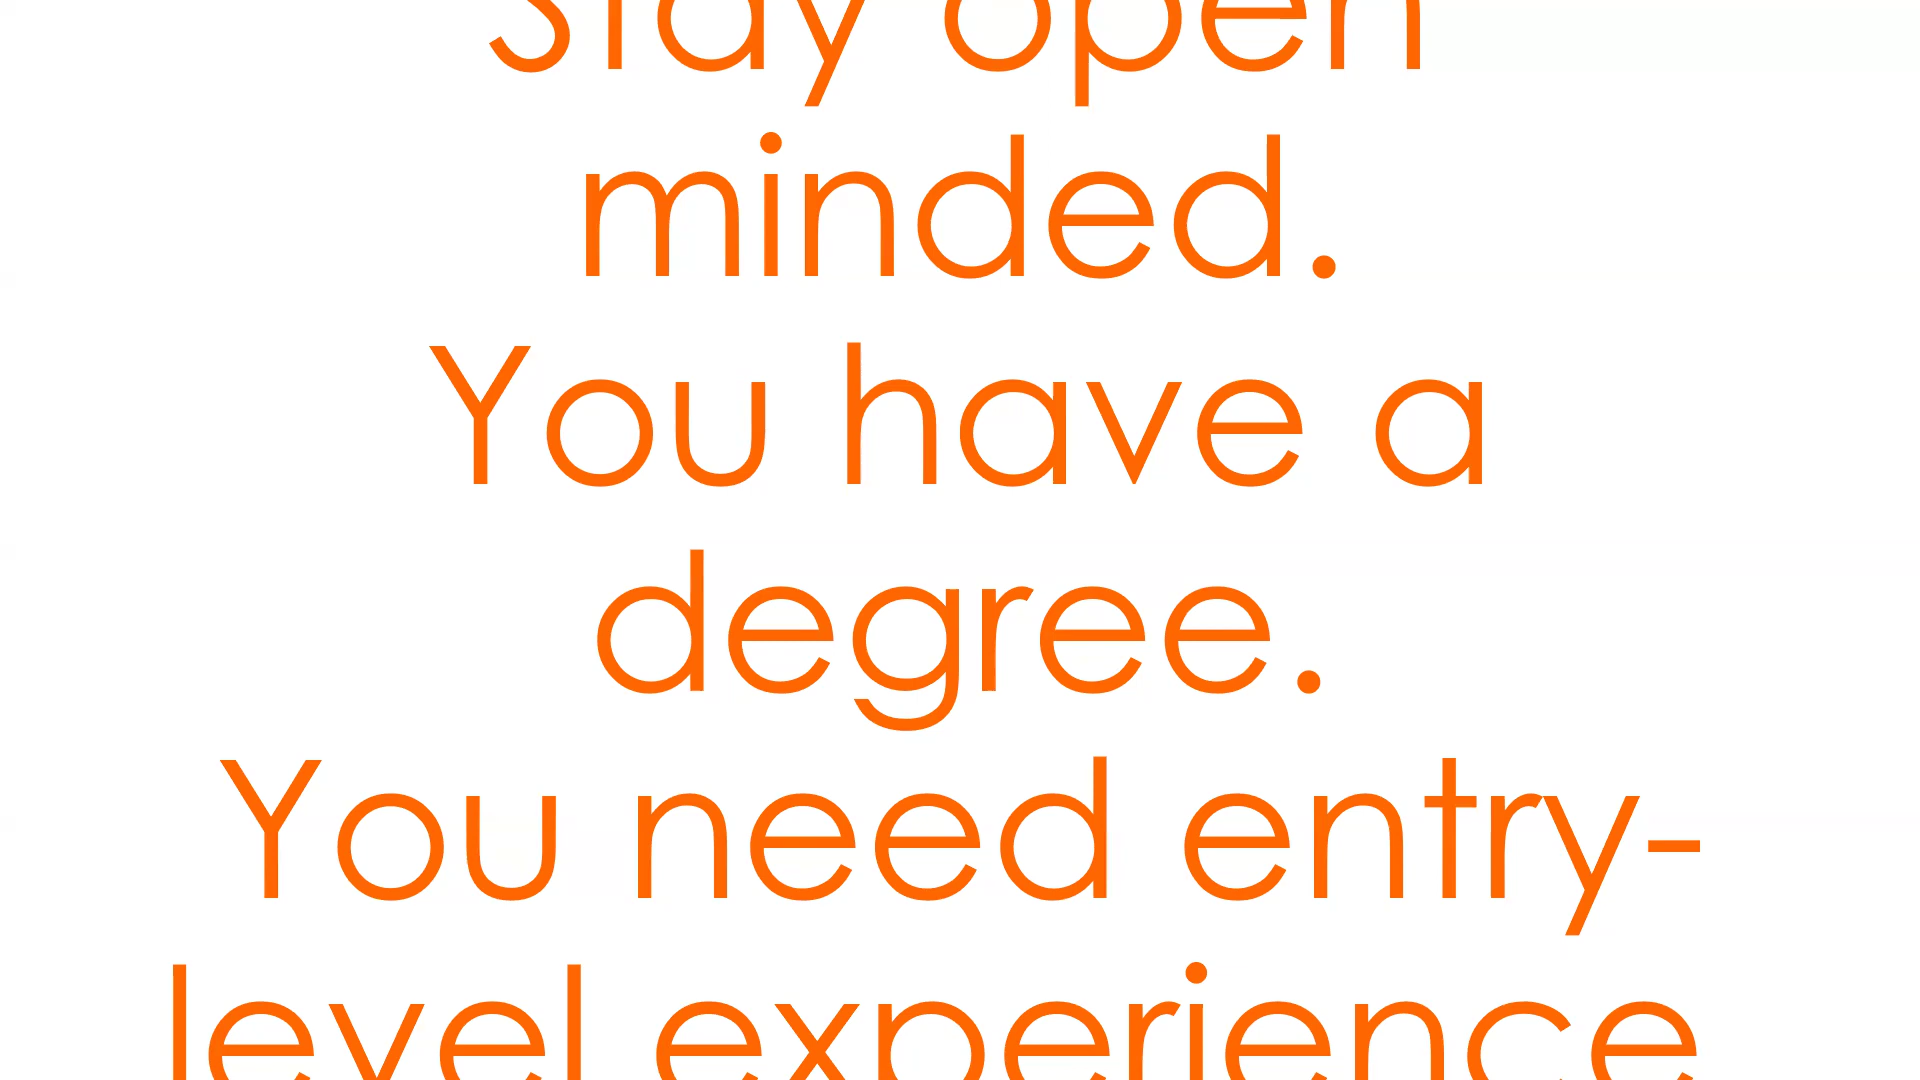 Stay open
minded.
You have a
degree.
You need entry-
level experience